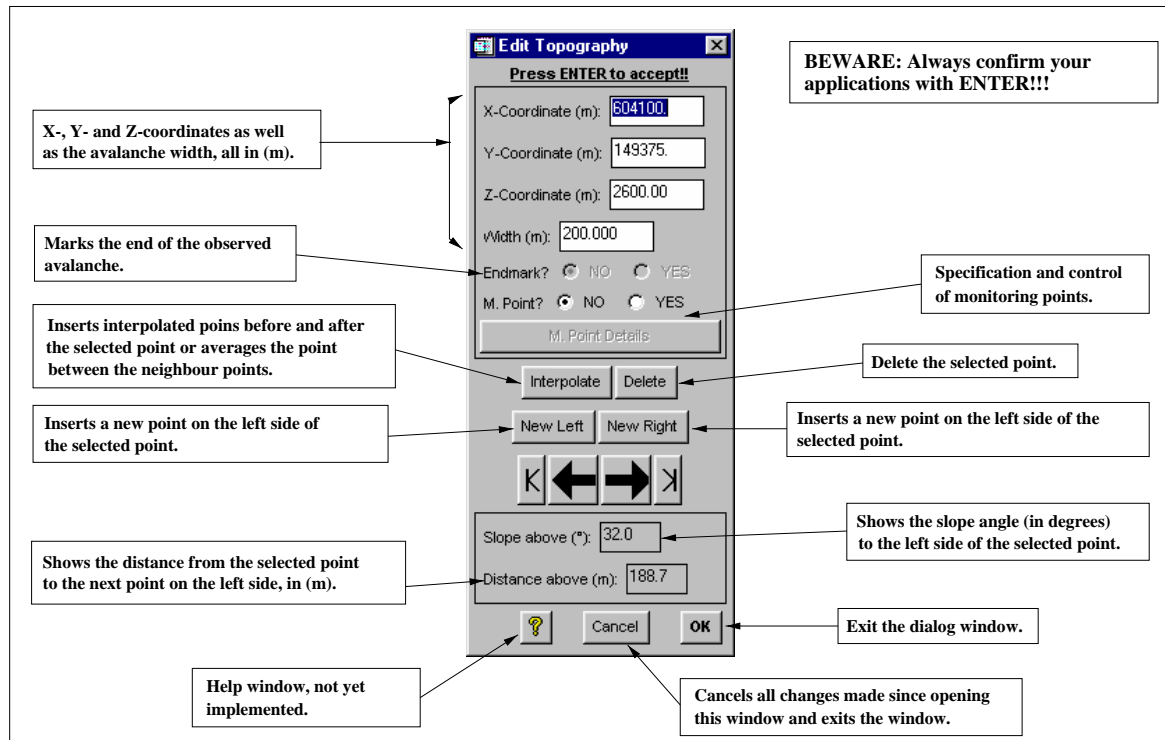 Edit Topography
Press ENTER to accept!!
BEWARE: Always confirm your
applications with ENTER!!!
X-Coordinate (m): 604100.
Y-Coordinate (m): 149375.
Z-Coordinate (m): 2600.00
Width (m): 200.000
X-, Y- and Z-coordinates as well
as the avalanche width, all in (m).
Marks the end of the observed
avalanche.
Endmark? NO YES
M. Point? NO YES
M. Point Details
Specification and control
of monitoring points.
Inserts interpolated poins before and after
the selected point or averages the point
between the neighbour points.
Interpolate Delete
Delete the selected point.
Inserts a new point on the left side of
the selected point.
New Left New Right
Inserts a new point on the left side of the
selected point.
Slope above (°): 32.0
Shows the slope angle (in degrees)
to the left side of the selected point.
Shows the distance from the selected point
to the next point on the left side, in (m).
Distance above (m): 188.7
? Cancel OK
Exit the dialog window.
Help window, not yet
implemented.
Cancels all changes made since opening
this window and exits the window.